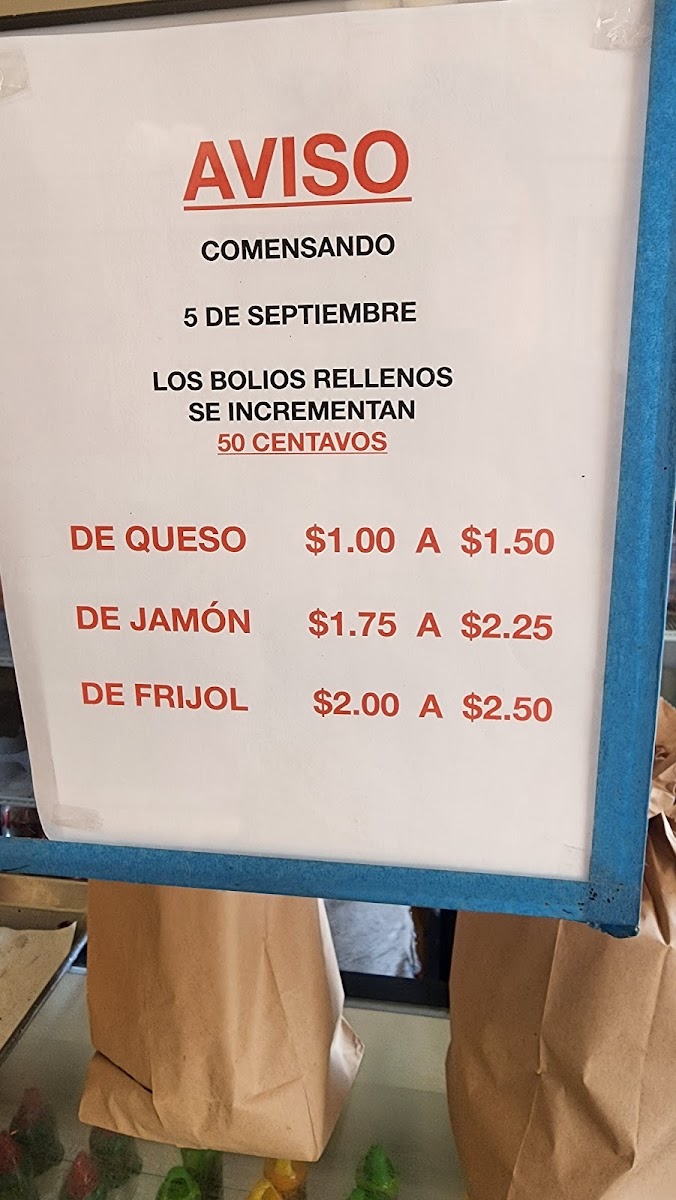 AVISO
COMENSANDO
5 DE SEPTIEMBRE
LOS BOLIOS RELLENOS
SE INCREMENTAN
50 CENTAVOS
DE QUESO $1.00 A $1.50
DE JAMÓN $1.75 A $2.25
DE FRIJOL $2.00 A $2.50